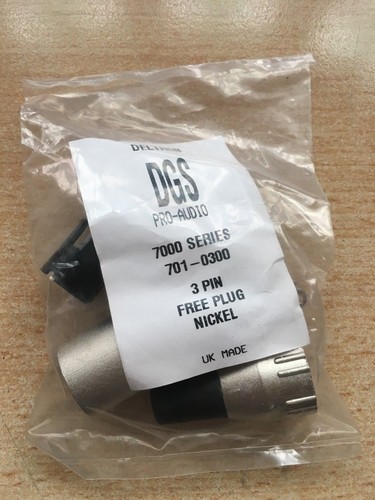 DELTRON
DGS
PRO-AUDIO
7000 SERIES
701-0300
3 PIN
FREE PLUG
NICKEL
UK MADE